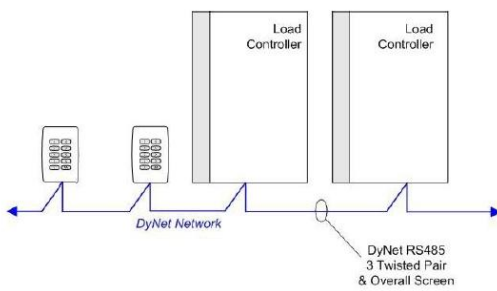 Load
Controller
Load
Controller
DyNet Network
DyNet RS485
3 Twisted Pair
& Overall Screen